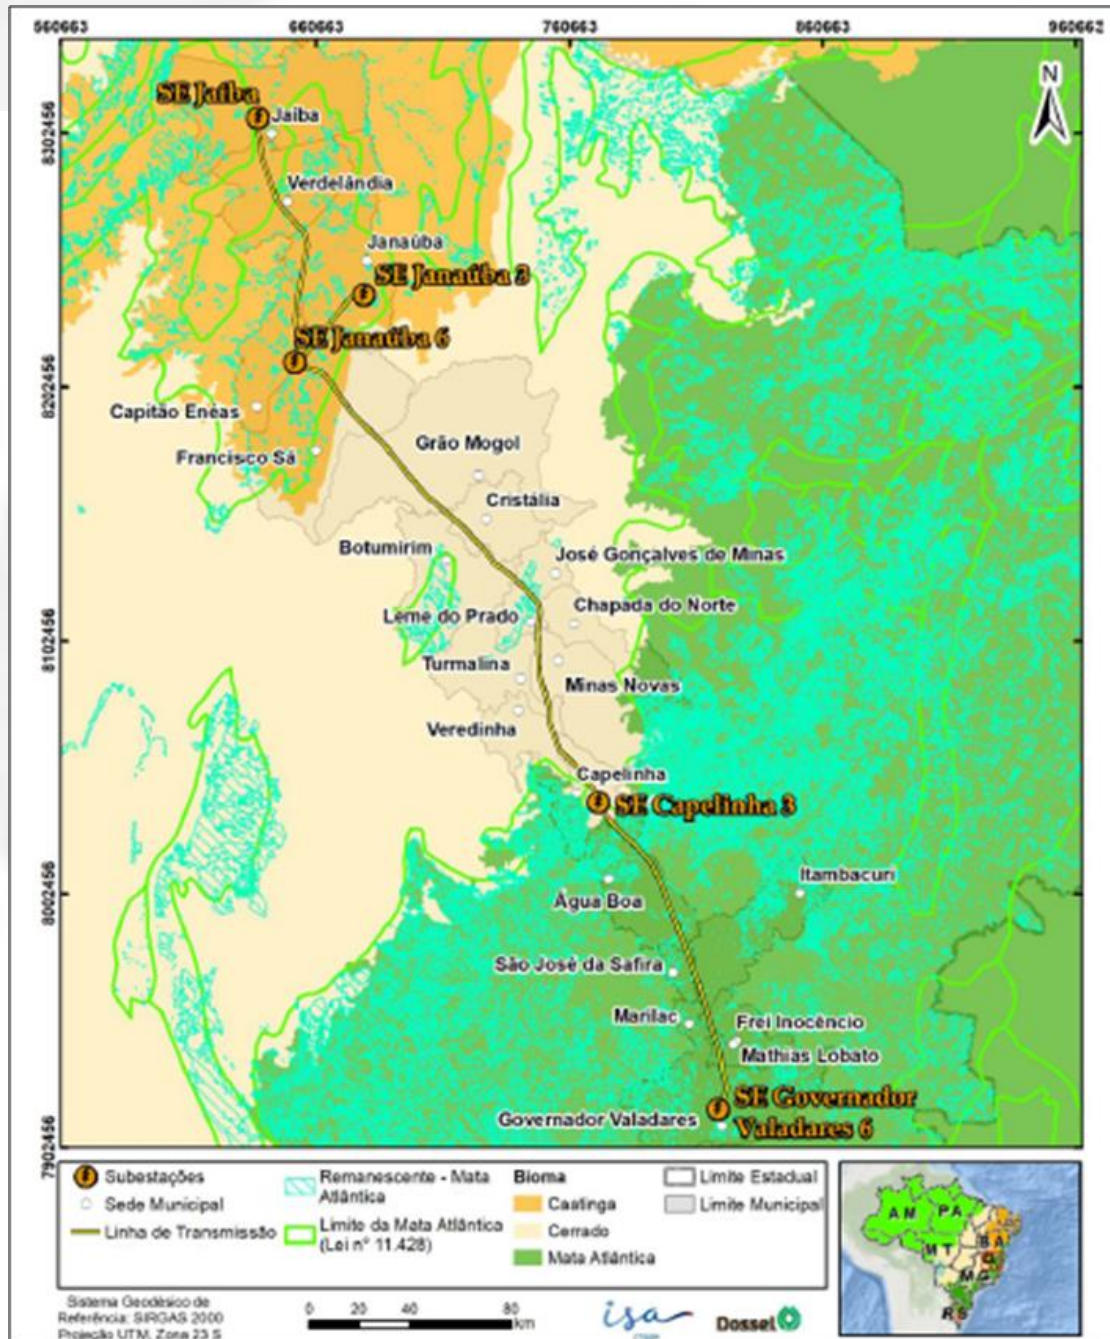 560663 660663 760663 860663 960663
N
SE Jaíba
Jaíba
8302456
Verdelândia
Janaúba
SE Janaúba 3
SE Janaúba 6
8202456
Capitão Enéas
Grão Mogol
Francisco Sá
Cristália
Botumirim
José Gonçalves de Minas
Chapada do Norte
Leme do Prado
8102456
Turmalina
Minas Novas
Veredinha
Capelinha
SE Capelinha 3
Itambacuri
8002456
Água Boa
São José da Safira
Marilac
Frei Inocêncio
Mathias Lobato
SE Governador
Valadares 6
Governador Valadares
7902456
Subestações
Sede Municipal
Linha de Transmissão
Remanescente - Mata
Atlântica
Limite da Mata Atlântica
(Lei nº 11.428)
Bioma
Caatinga
Cerrado
Mata Atlântica
Limite Estadual
Limite Municipal
AM
PA
MT
BA
MG
RS
Sistema Geodésico de
Referência: SIRGAS 2000
Projeção UTM, Zona 23 S
0 20 40 80
km
isa
Dossel